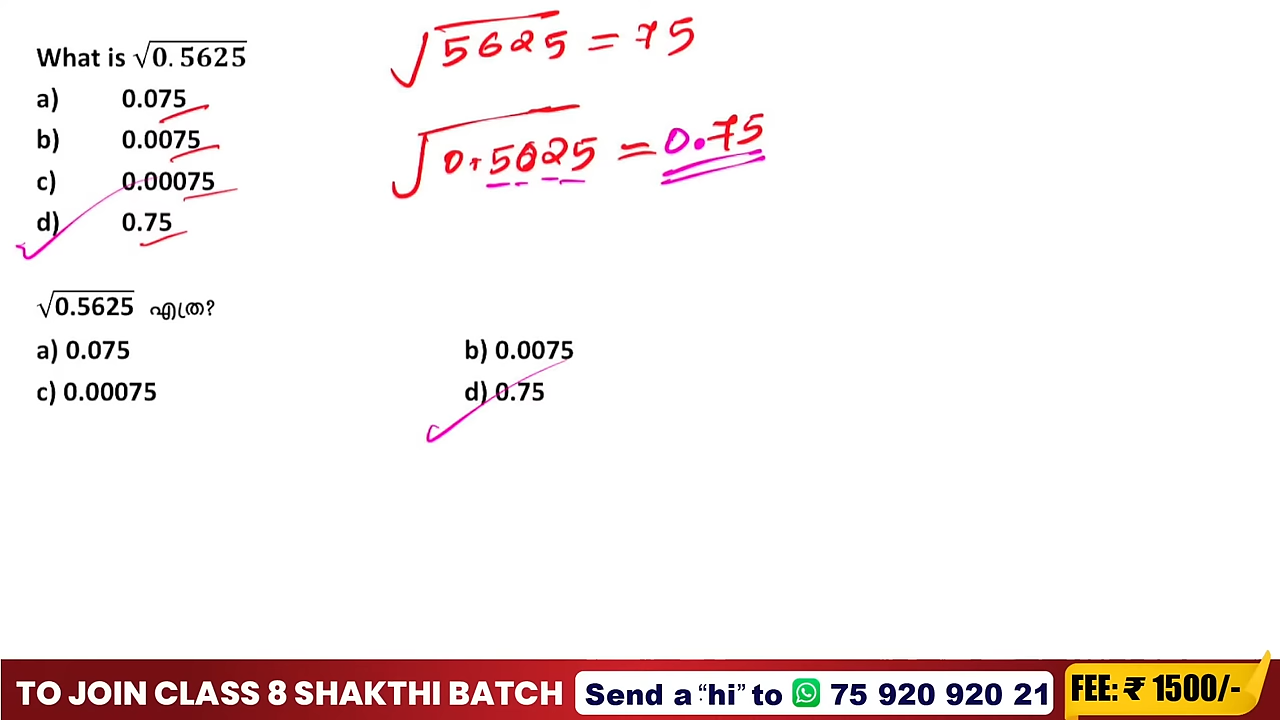 What is √0.5625
a) 0.075
b) 0.0075
c) 0.00075
d) 0.75
√5625 = 75
√0.5625 = 0.75
√0.5625 എത്ര?
a) 0.075
b) 0.0075
c) 0.00075
d) 0.75
TO JOIN CLASS 8 SHAKTHI BATCH
Send a “hi” to 75 920 920 21
FEE: ₹ 1500/-